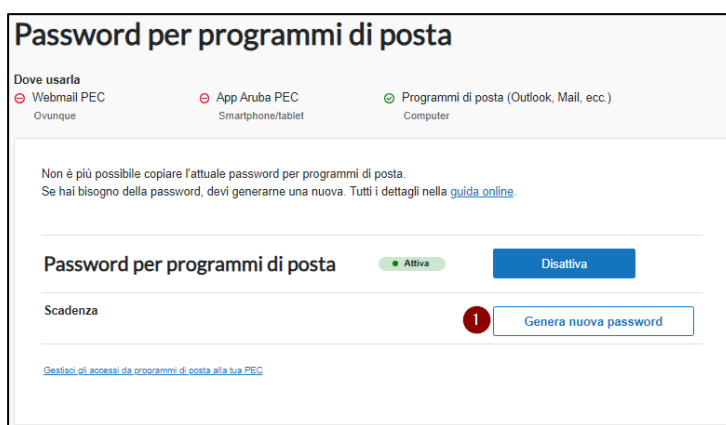 Password per programmi di posta
Dove usarla
Webmail PEC
App Aruba PEC
Programmi di posta (Outlook, Mail, ecc.)
Ovunque
Smartphone/tablet
Computer
Non è più possibile copiare l'attuale password per programmi di posta.
Se hai bisogno della password, devi generarne una nuova. Tutti i dettagli nella guida online.
Password per programmi di posta
Attiva
Disattiva
Scadenza
1
Genera nuova password
Gestisci gli accessi da programmi di posta alla tua PEC